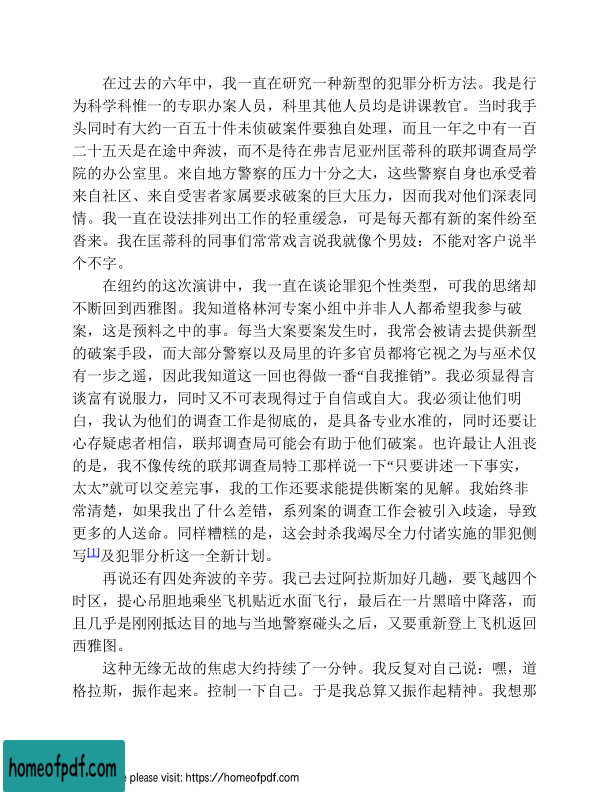 在过去的六年中，我一直在研究一种新型的犯罪分析方法。我是行
为科学科惟一的专职办案人员，科里其他人员均是讲课教官。当时我手
头同时有大约一百五十件未侦破案件要独自处理，而且一年之中有一百
二十五天是在途中奔波，而不是待在弗吉尼亚州匡蒂科的联邦调查局学
院的办公室里。来自地方警察的压力十分之大，这些警察自身也承受着
来自社区、来自受害者家属要求破案的巨大压力，因而我对他们深表同
情。我一直在设法排列出工作的轻重缓急，可是每天都有新的案件纷至
沓来。我在匡蒂科的同事们常常戏言说我就像个男妓：不能对客户说半
个不字。
在纽约的这次演讲中，我一直在谈论罪犯个性类型，可我的思绪却
不断回到西雅图。我知道格林河专案小组中并非人人都希望我参与破
案，这是预料之中的事。每当大案要案发生时，我常会被请去提供新型
的破案手段，而大部分警察以及局里的许多官员都将它视之为与巫术仅
有一步之遥，因此我知道这一回也得做一番“自我推销”。我必须显得言
谈富有说服力，同时又不可表现得过于自信或自大。我必须让他们明
白，我认为他们的调查工作是彻底的，是具备专业水准的，同时还要让
心存疑虑者相信，联邦调查局可能会有助于他们破案。也许最让人沮丧
的是，我不像传统的联邦调查局特工那样说一下“只要讲述一下事实，
太太”就可以交差完事，我的工作还要求能提供断案的见解。我始终非
常清楚，如果我出了什么差错，系列案的调查工作会被引入歧途，导致
更多的人送命。同样糟糕的是，这会封杀我竭尽全力付诸实施的罪犯侧
写[1]及犯罪分析这一全新计划。
再说还有四处奔波的辛劳。我已去过阿拉斯加好几趟，要飞越四个
时区，提心吊胆地乘坐飞机贴近水面飞行，最后在一片黑暗中降落，而
且几乎是刚刚抵达目的地与当地警察碰头之后，又要重新登上飞机返回
西雅图。
这种无缘无故的焦虑大约持续了一分钟。我反复对自己说：嘿，道
格拉斯，振作起来。控制一下自己。于是我总算又振作起精神。我想那
homeofpdf.com
e please visit: https://homeofpdf.com